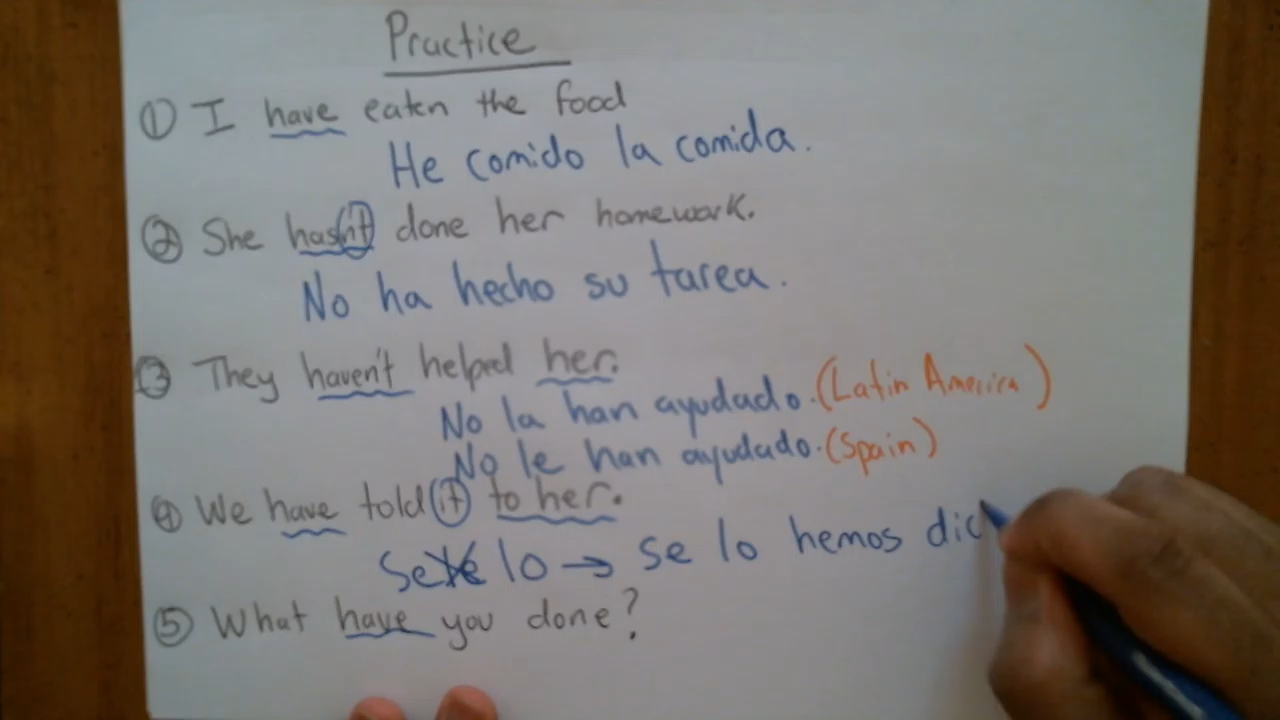 Practice
① I have eaten the food
He comido la comida.
② She hasn't done her homework.
No ha hecho su tarea.
③ They haven't helped her.
No la han ayudado. (Latin America)
No le han ayudado. (Spain)
④ We have told it to her.
Se le lo → se lo hemos dic
⑤ What have you done?